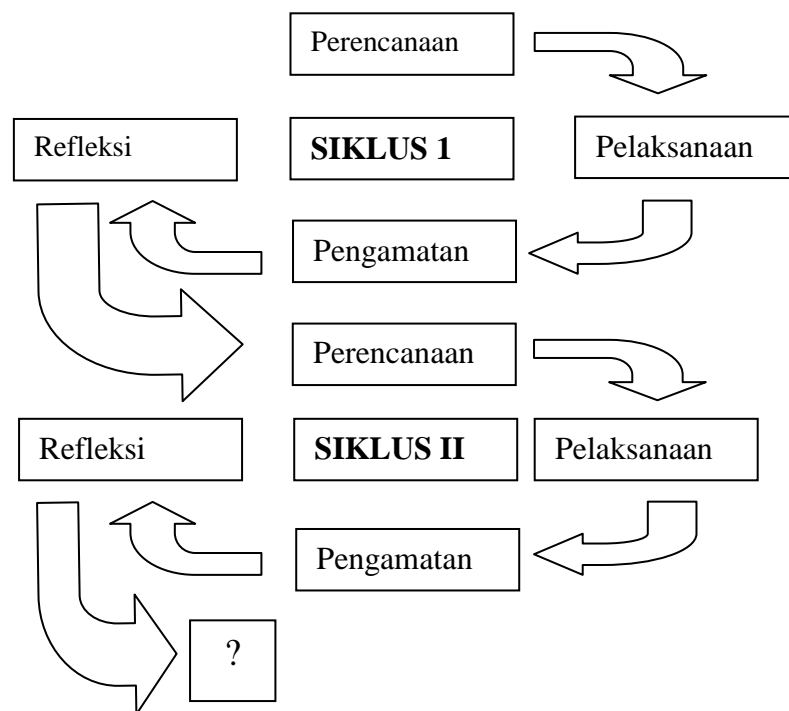 Perencanaan
Refleksi
SIKLUS 1
Pelaksanaan
Pengamatan
Perencanaan
Refleksi
SIKLUS II
Pelaksanaan
Pengamatan
?